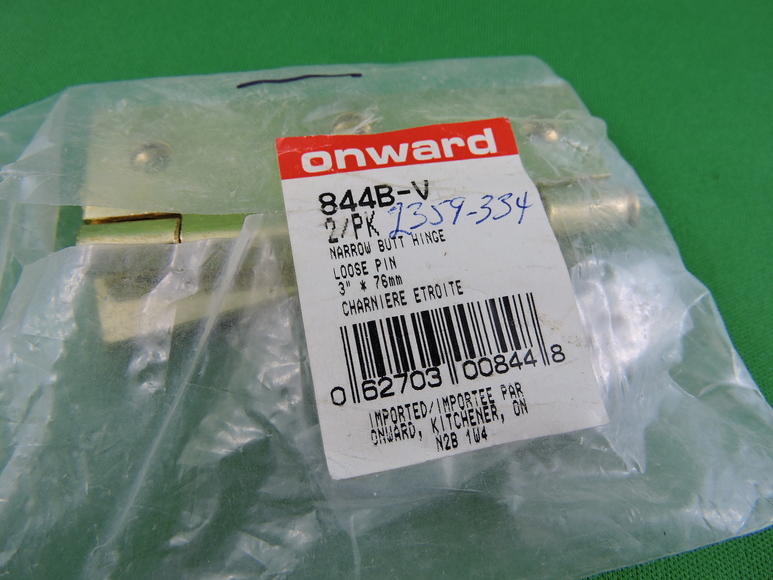 onward
844B-V
2/PK 2359-334
NARROW BUTT HINGE
LOOSE PIN
3" * 76mm
CHARNIERE ETROITE
0 62703 00844 8
IMPORTED/IMPORTEE PAR
ONWARD, KITCHENER, ON
N2B 1W4